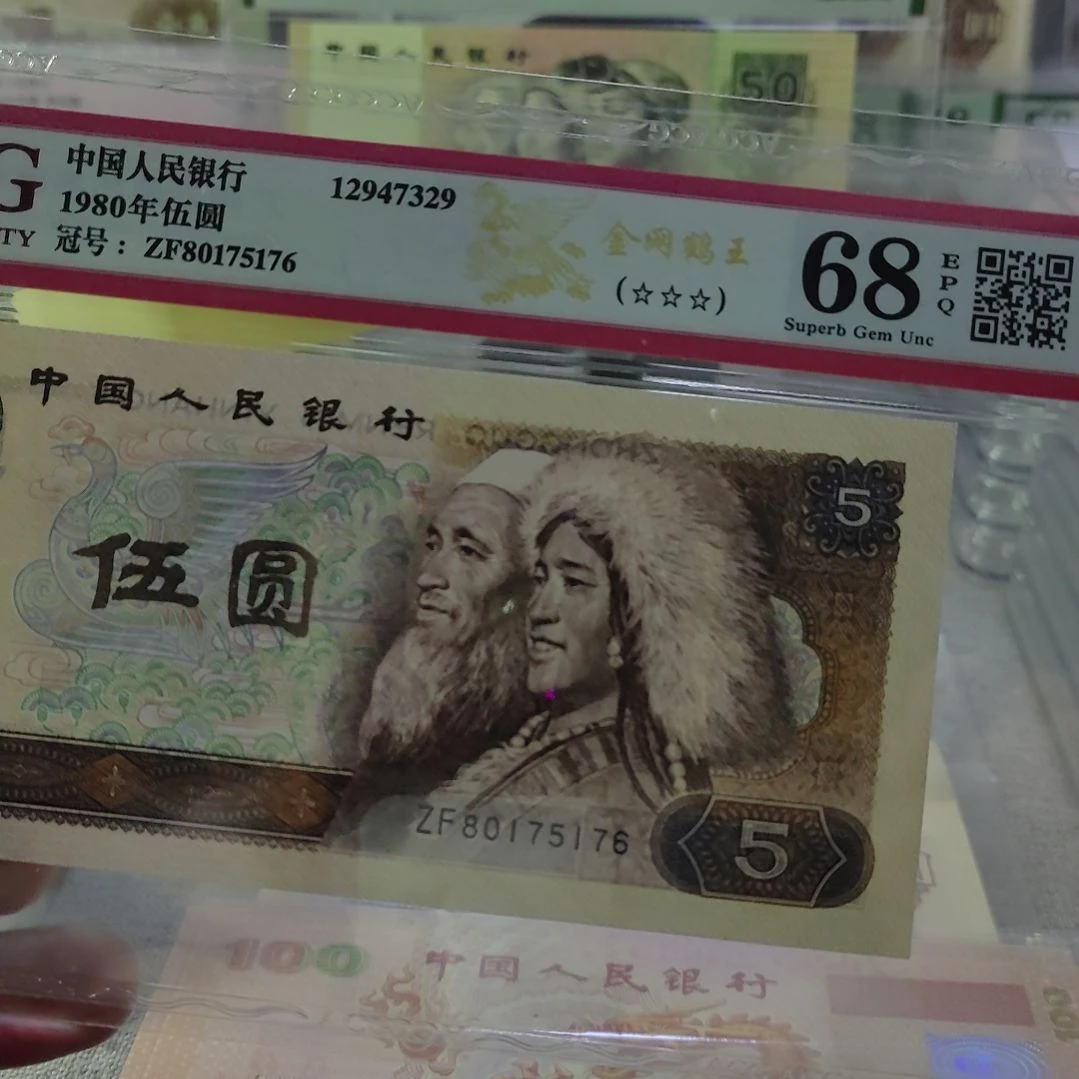 中国人民银行
50
G
中国人民银行
1980年伍圆
TY 冠号: ZF80175176
12947329
金网鹤王
(☆☆☆)
68
EPQ
Superb Gem Unc
中国人民银行
5
伍圆
ZF80175176
5
100
中国人民银行
100